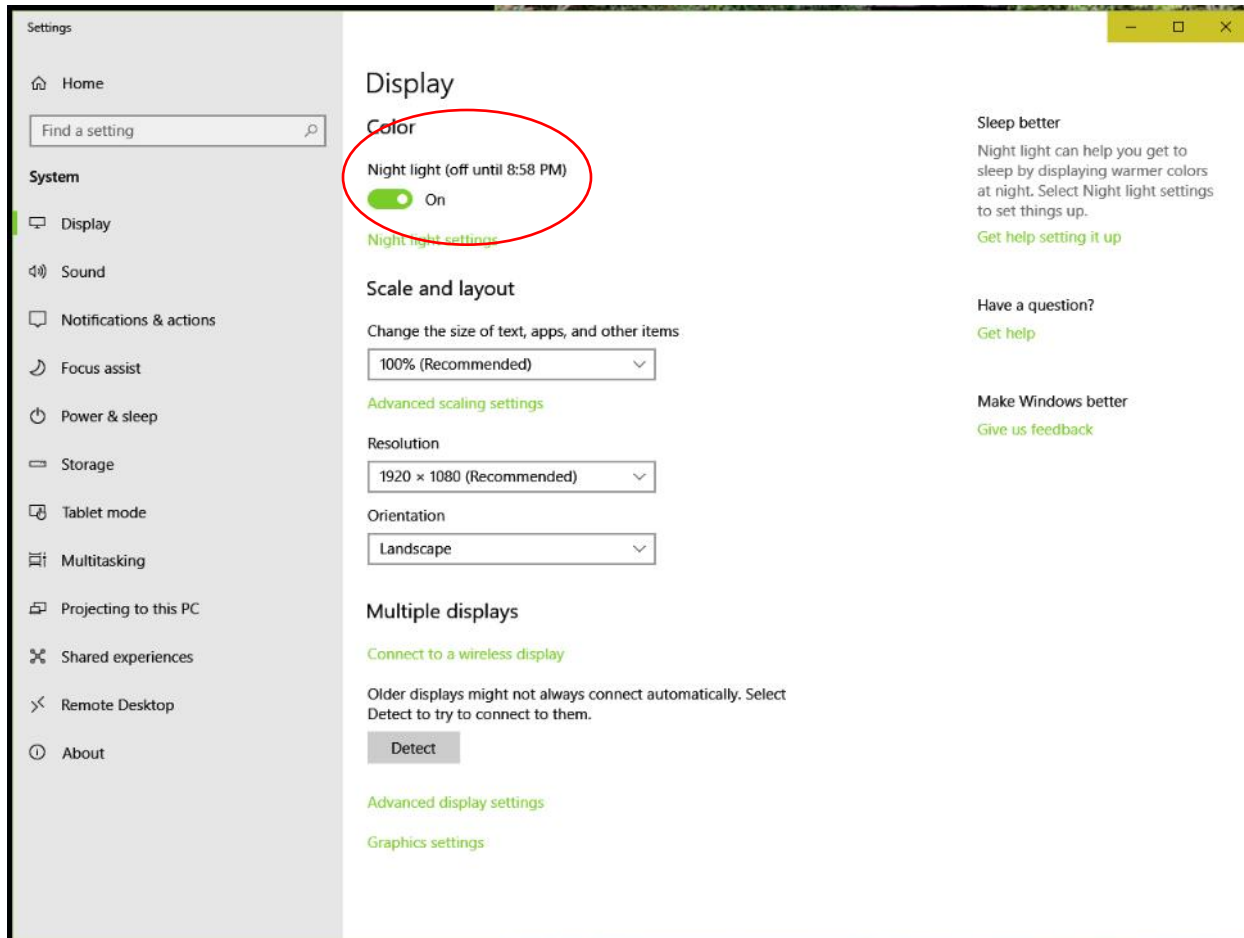 Settings
Home
Find a setting
System
Display
Sound
Notifications & actions
Focus assist
Power & sleep
Storage
Tablet mode
Multitasking
Projecting to this PC
Shared experiences
Remote Desktop
About
Display
Color
Night light (off until 8:58 PM)
On
Night light settings
Scale and layout
Change the size of text, apps, and other items
100% (Recommended)
Advanced scaling settings
Resolution
1920 × 1080 (Recommended)
Orientation
Landscape
Multiple displays
Connect to a wireless display
Older displays might not always connect automatically. Select
Detect to try to connect to them.
Detect
Advanced display settings
Graphics settings
Sleep better
Night light can help you get to
sleep by displaying warmer colors
at night. Select Night light settings
to set things up.
Get help setting it up
Have a question?
Get help
Make Windows better
Give us feedback